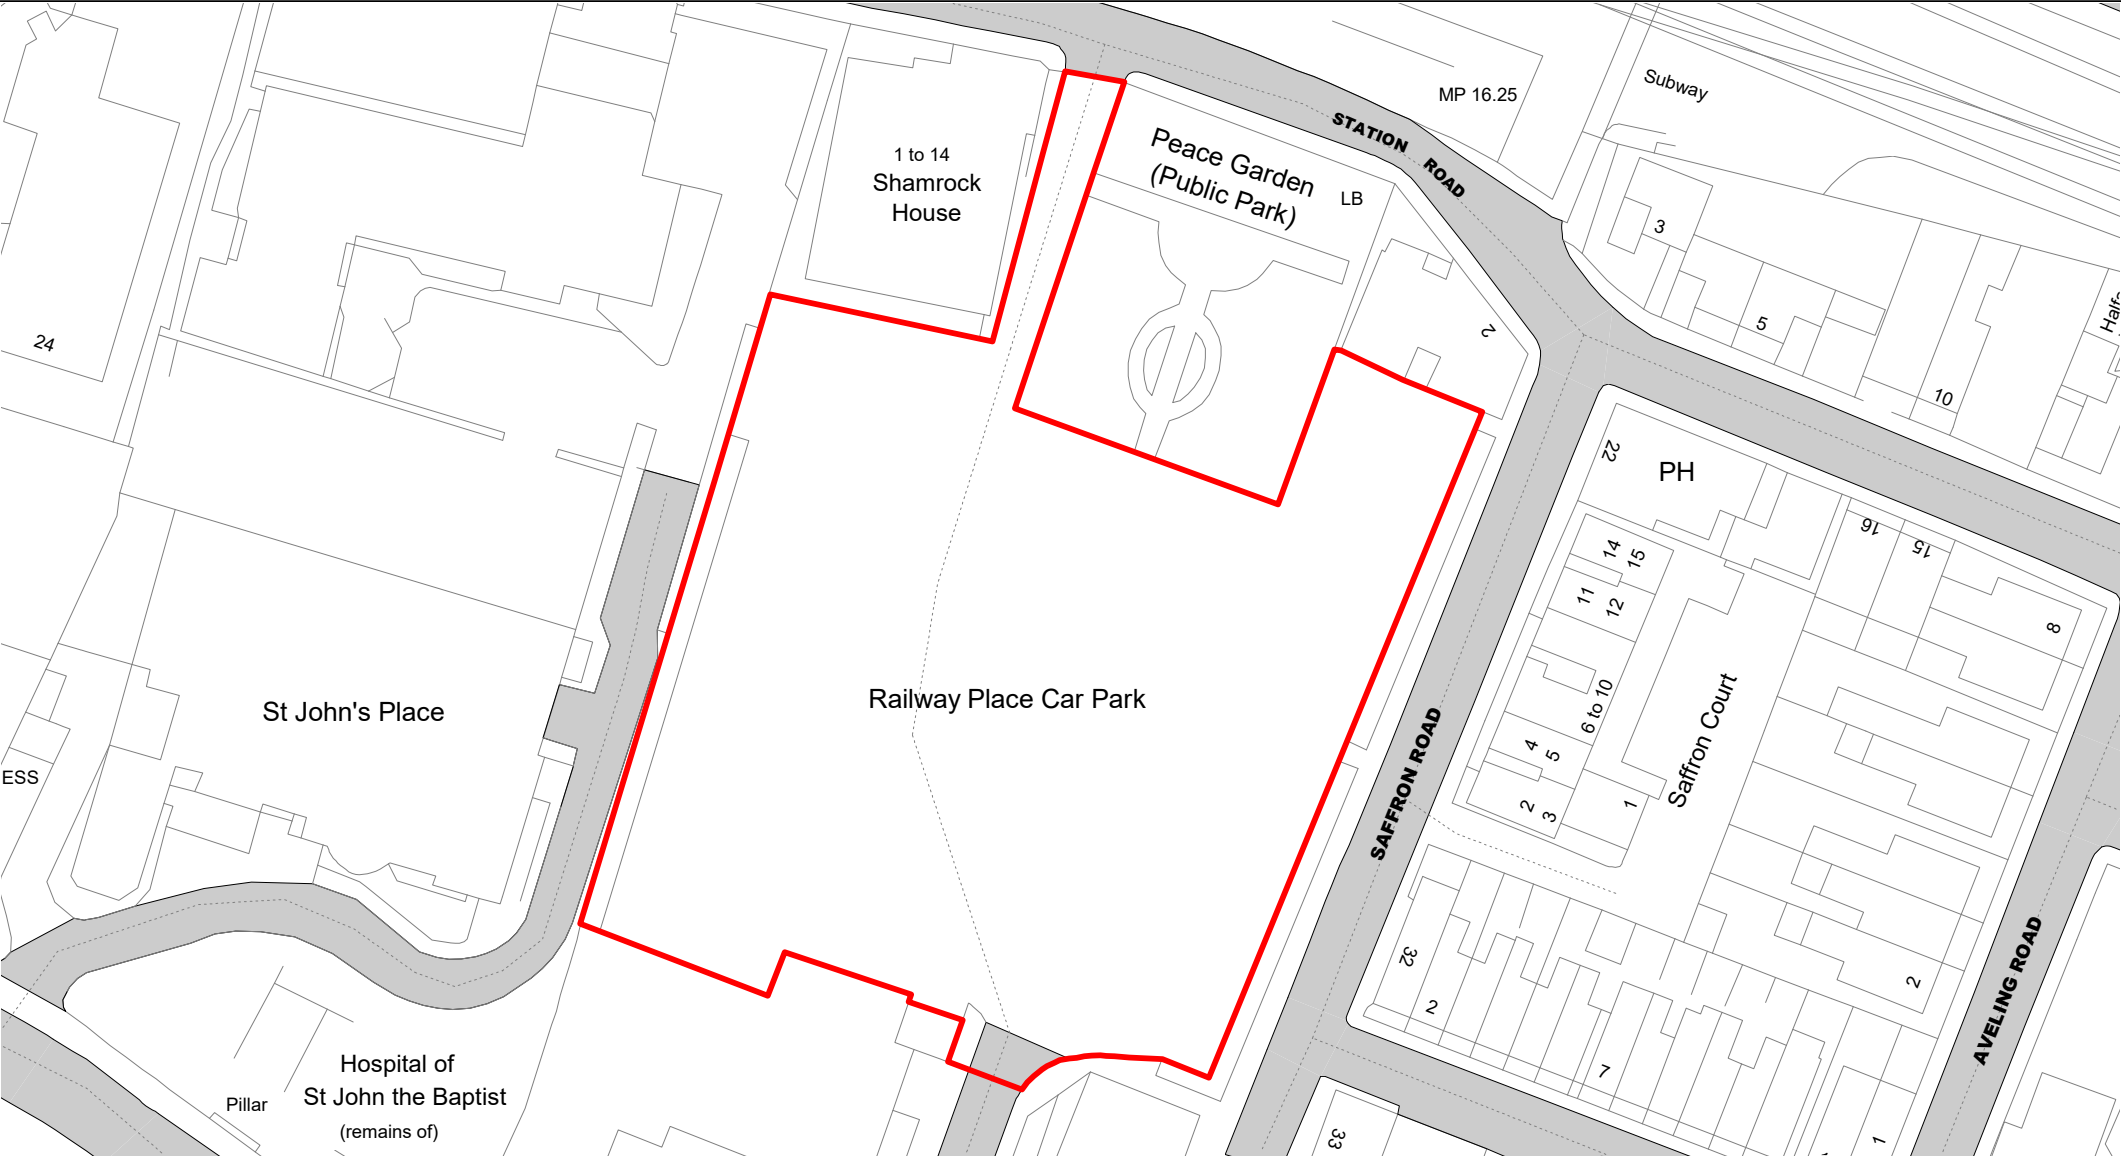 MP 16.25
Subway
STATION ROAD
1 to 14
Shamrock
House
Peace Garden
(Public Park)
LB
3
5
10
24
2
22
PH
16
15
8
14
15
11
12
6 to 10
4
5
2
3
1
Saffron Court
St John's Place
Railway Place Car Park
SAFFRON ROAD
ESS
32
2
7
2
1
AVELING ROAD
33
Hospital of
St John the Baptist
(remains of)
Pillar